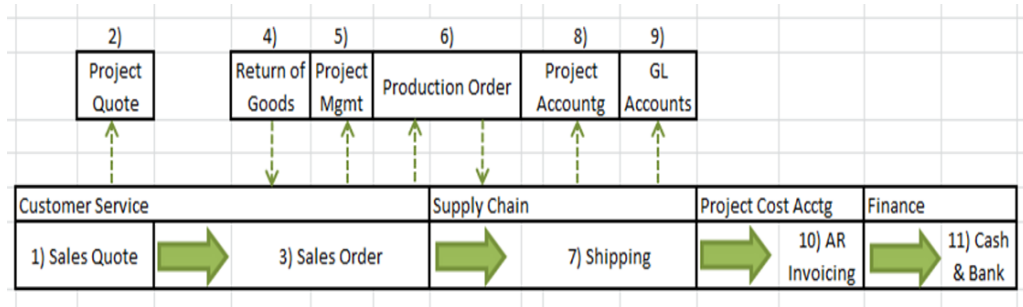 2) 4) 5) 6) 8) 9)
Project Return of Project Production Order Project GL
Quote Goods Mgmt Accountg Accounts
Customer Service Supply Chain Project Cost Acctg Finance
1) Sales Quote 3) Sales Order 7) Shipping 10) AR 11) Cash
Invoicing & Bank